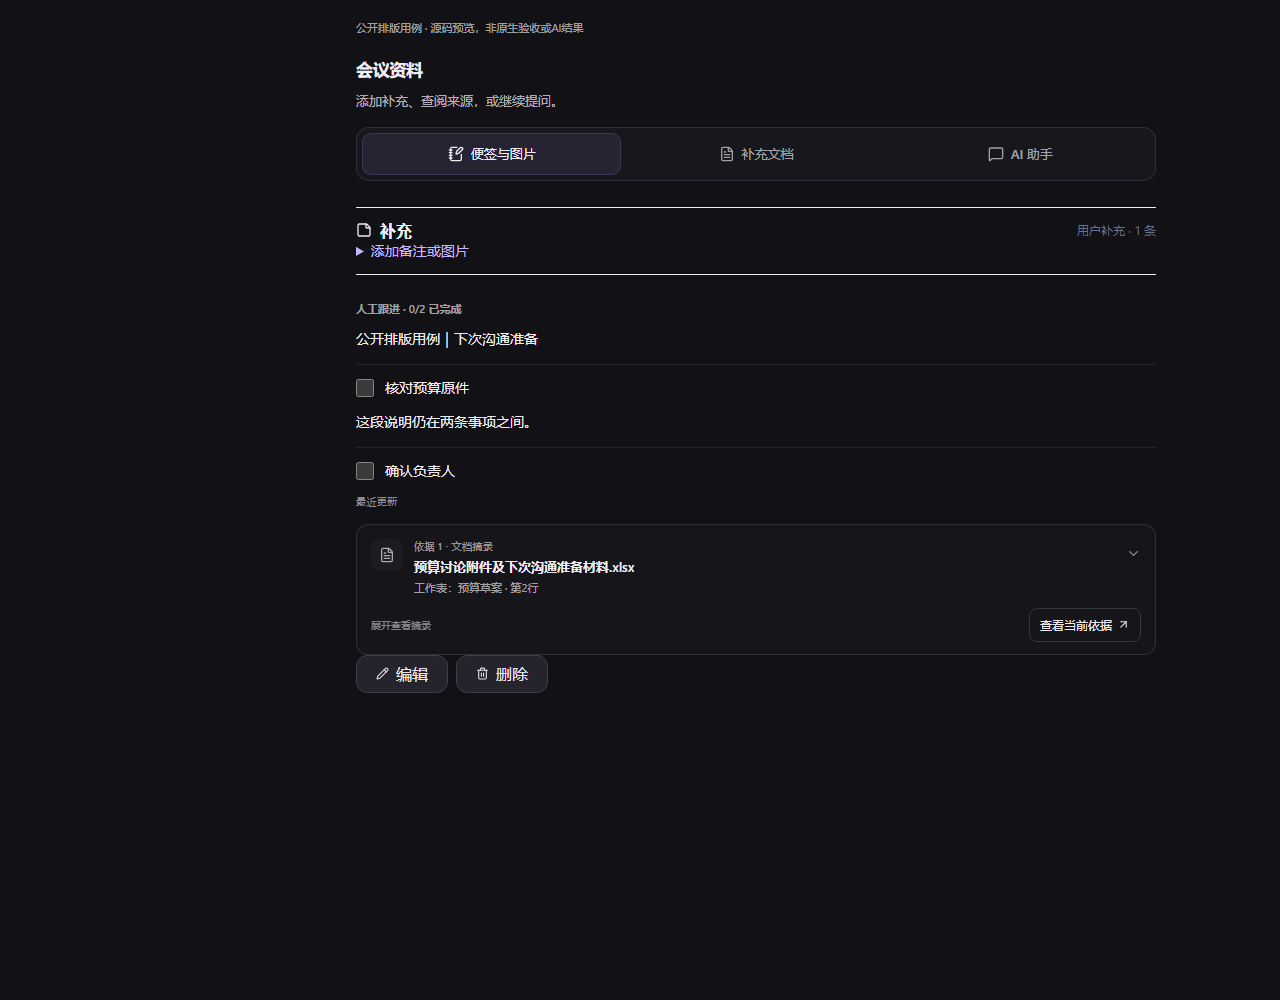 公开排版用例 · 源码预览，非原生验收或AI结果
会议资料
添加补充、查阅来源，或继续提问。
便签与图片
补充文档
AI 助手
补充
用户补充 · 1 条
添加备注或图片
人工跟进 · 0/2 已完成
公开排版用例 | 下次沟通准备
核对预算原件
这段说明仍在两条事项之间。
确认负责人
最近更新
依据 1 · 文档摘录
预算讨论附件及下次沟通准备材料.xlsx
工作表：预算草案 · 第2行
展开查看摘录
查看当前依据
编辑
删除